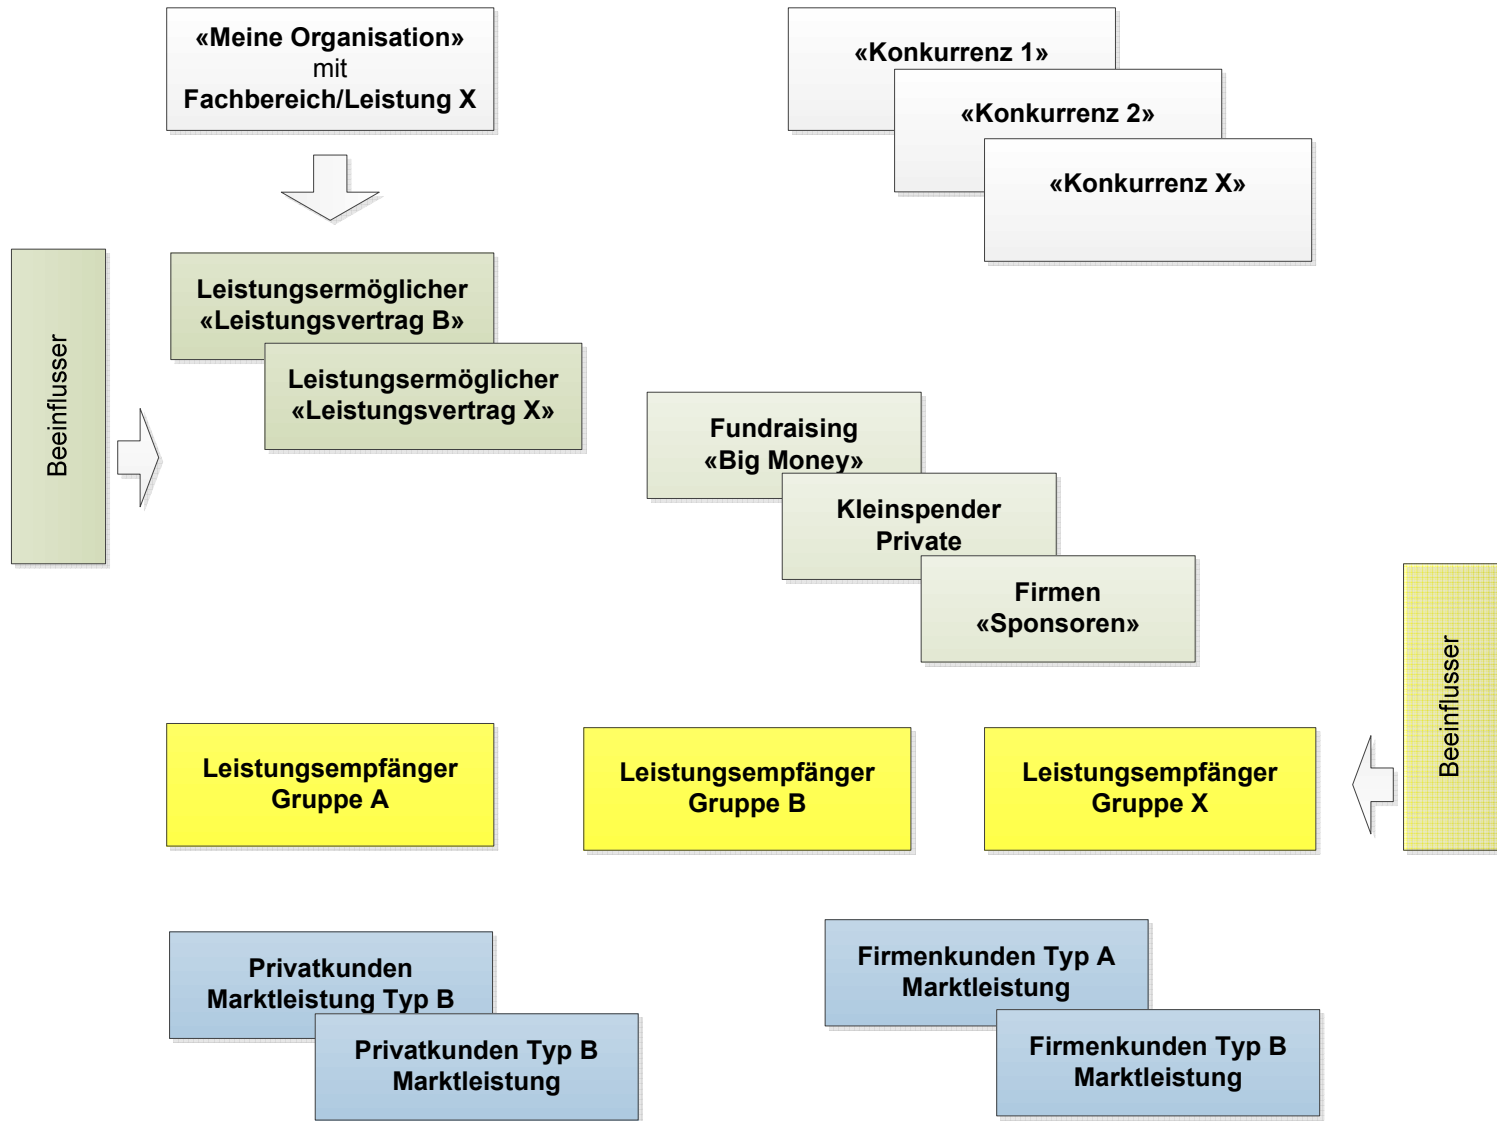 «Meine Organisation»
mit
Fachbereich/Leistung X
«Konkurrenz 1»
«Konkurrenz 2»
«Konkurrenz X»
Beeinflusser
Leistungsermöglicher
«Leistungsvertrag B»
Leistungsermöglicher
«Leistungsvertrag X»
Fundraising
«Big Money»
Kleinspender
Private
Firmen
«Sponsoren»
Beeinflusser
Leistungsempfänger
Gruppe A
Leistungsempfänger
Gruppe B
Leistungsempfänger
Gruppe X
Privatkunden
Marktleistung Typ B
Privatkunden Typ B
Marktleistung
Firmenkunden Typ A
Marktleistung
Firmenkunden Typ B
Marktleistung